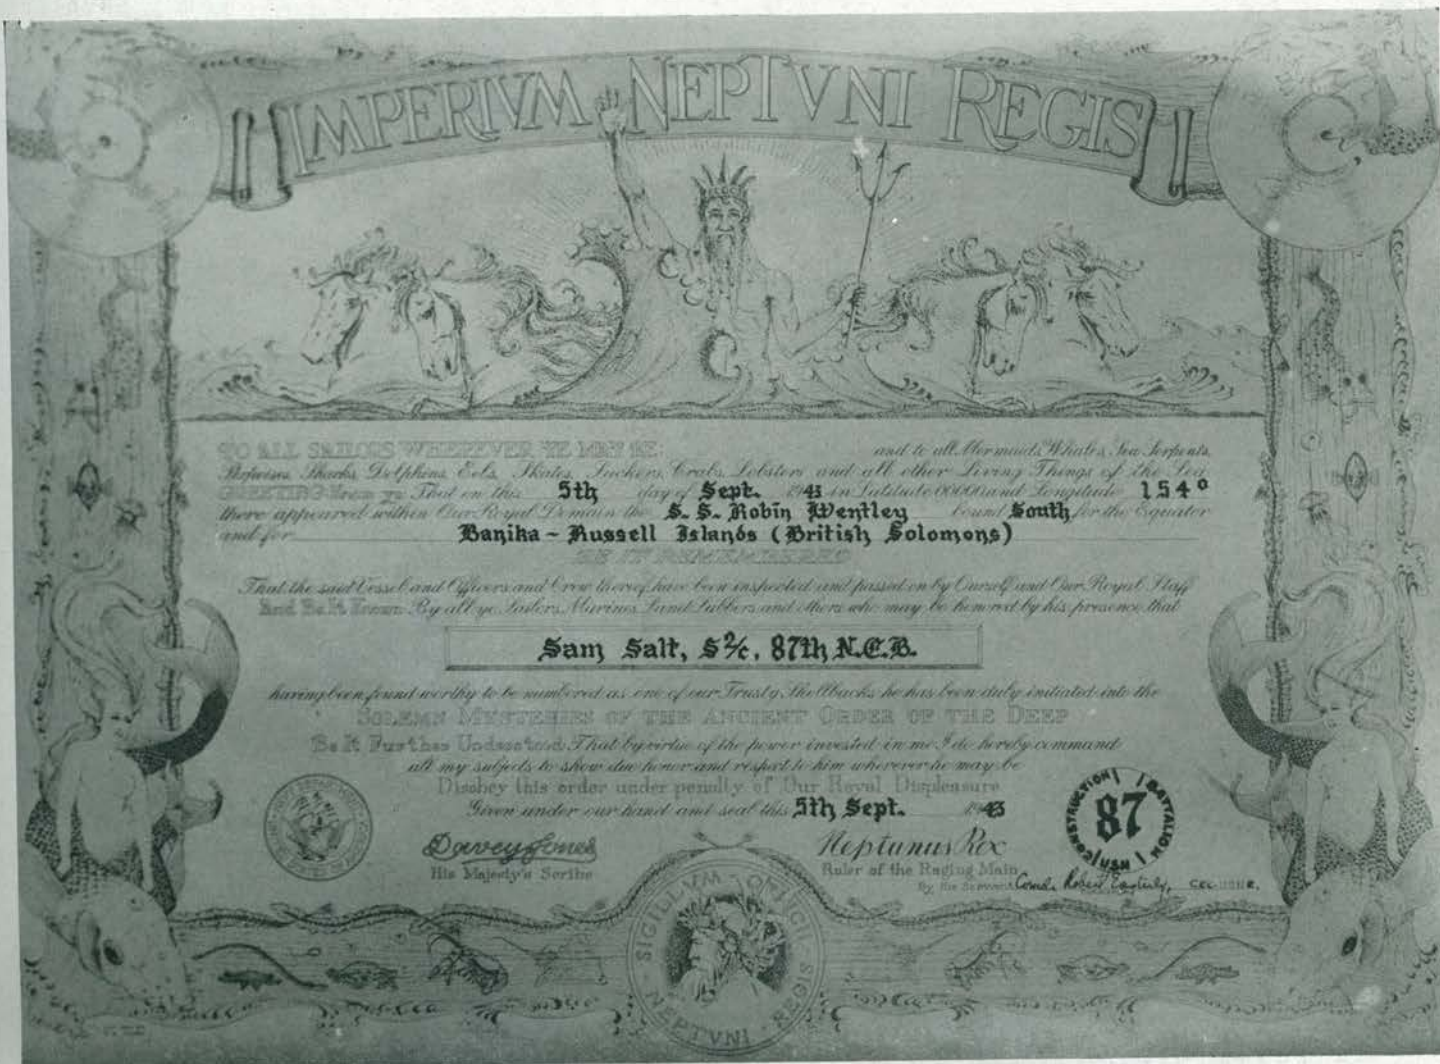 IMPERIVM NEPTVNI REGIS
TO ALL SAILORS WHEREVER YE MAY BE: and to all Mermaids, Whales, Sea Serpents,
Porpoises, Sharks, Dolphins, Eels, Skates, Suckers, Crabs, Lobsters and all other Living Things of the Sea
GREETING: Know ye That on this 5th day of Sept. 1943 in Latitude 00000 and Longitude 154°
there appeared within Our Royal Domain the S. S. Robin Wentley bound South for the Equator
and for Banika - Russell Islands (British Solomons)
BE IT REMEMBERED
That the said Vessel and Officers and Crew thereof have been inspected and passed on by Ourself and Our Royal Staff
And Be It Known: By all ye Sailors, Marines, Land Lubbers and others who may be honored by his presence that
Sam Salt, S 2/c, 87th N.C.B.
having been found worthy to be numbered as one of our Trusty Shellbacks he has been duly initiated into the
SOLEMN MYSTERIES OF THE ANCIENT ORDER OF THE DEEP
Be It Further Understood: That by virtue of the power invested in me I do hereby command
all my subjects to show due honor and respect to him wherever he may be
Disobey this order under penalty of Our Royal Displeasure
Given under our hand and seal this 5th Sept. 1943
Davey Jones
His Majesty's Scribe
Neptunus Rex
Ruler of the Raging Main
By His Servant Comdr. Robert CEC-USNR.
CONSTRUCTION BATTALION USN
87
SIGILLVM OFFICII REGIS NEPTVNI